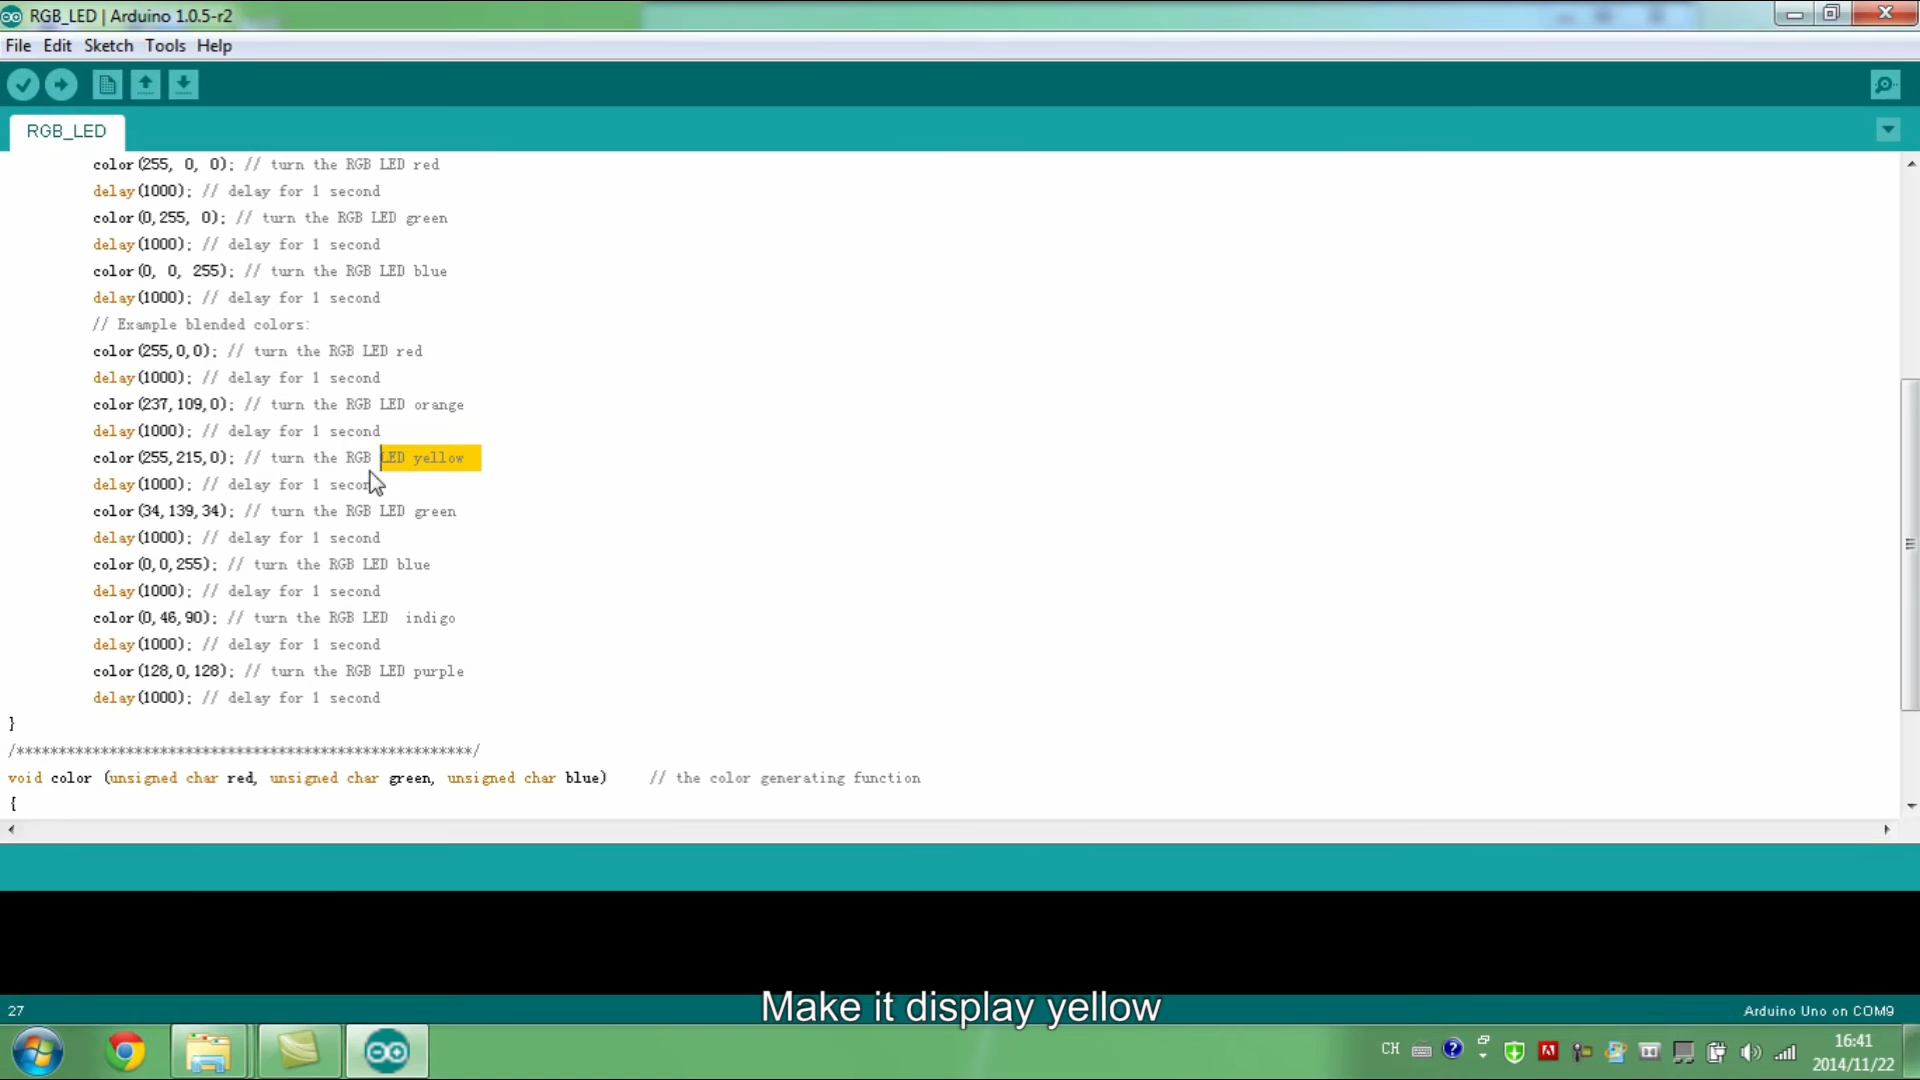 RGB_LED | Arduino 1.0.5-r2
File Edit Sketch Tools Help
RGB_LED
color(255, 0, 0); // turn the RGB LED red
delay(1000); // delay for 1 second
color(0,255, 0); // turn the RGB LED green
delay(1000); // delay for 1 second
color(0, 0, 255); // turn the RGB LED blue
delay(1000); // delay for 1 second
// Example blended colors:
color(255,0,0); // turn the RGB LED red
delay(1000); // delay for 1 second
color(237,109,0); // turn the RGB LED orange
delay(1000); // delay for 1 second
color(255,215,0); // turn the RGB LED yellow
delay(1000); // delay for 1 second
color(34,139,34); // turn the RGB LED green
delay(1000); // delay for 1 second
color(0,0,255); // turn the RGB LED blue
delay(1000); // delay for 1 second
color(0,46,90); // turn the RGB LED  indigo
delay(1000); // delay for 1 second
color(128,0,128); // turn the RGB LED purple
delay(1000); // delay for 1 second
}
/******************************************************/
void color (unsigned char red, unsigned char green, unsigned char blue)     // the color generating function
{
27
Make it display yellow
Arduino Uno on COM9
CH
16:41
2014/11/22